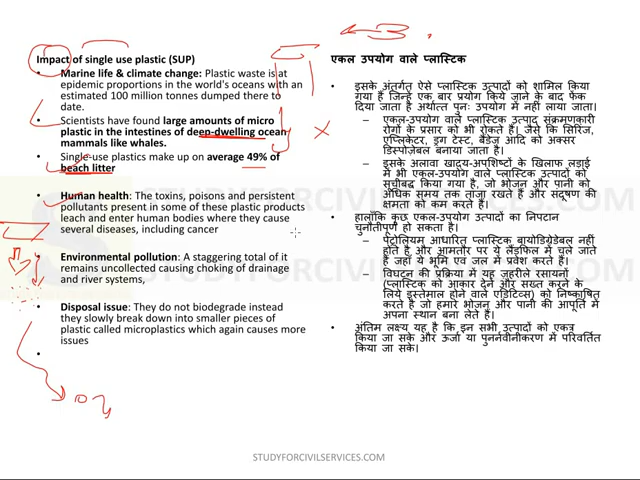 Impact of single use plastic (SUP)
• Marine life & climate change: Plastic waste is at
epidemic proportions in the world's oceans with an
estimated 100 million tonnes dumped there to
date.
• Scientists have found large amounts of micro
plastic in the intestines of deep-dwelling ocean
mammals like whales.
• Single-use plastics make up on average 49% of
beach litter
• Human health: The toxins, poisons and persistent
pollutants present in some of these plastic products
leach and enter human bodies where they cause
several diseases, including cancer
• Environmental pollution: A staggering total of it
remains uncollected causing choking of drainage
and river systems,
• Disposal issue: They do not biodegrade instead
they slowly break down into smaller pieces of
plastic called microplastics which again causes more
issues
•
एकल उपयोग वाले प्लास्टिक
• इसके अंतर्गत ऐसे प्लास्टिक उत्पादों को शामिल किया
गया है जिन्हें एक बार प्रयोग किये जाने के बाद फेंक
दिया जाता है अर्थात्त पुनः उपयोग में नहीं लाया जाता।
– एकल-उपयोग वाले प्लास्टिक उत्पाद संक्रमणकारी
रोगों के प्रसार को भी रोकते हैं। जैसे कि सिरिंज,
एप्लिकेटर, ड्रग टेस्ट, बैंडेज आदि को अक्सर
डिस्पोज़ेबल बनाया जाता है।
– इसके अलावा खाद्य-अपशिष्टों के खिलाफ लड़ाई
में भी एकल-उपयोग वाले प्लास्टिक उत्पादों को
सूचीबद्ध किया गया है, जो भोजन और पानी को
अधिक समय तक ताजा रखते हैं और संदूषण की
क्षमता को कम करते हैं।
• हालाँकि कुछ एकल-उपयोग उत्पादों का निपटान
चुनौतीपूर्ण हो सकता है।
– पेट्रोलियम आधारित प्लास्टिक बायोडिग्रेडेबल नहीं
होते हैं और आमतौर पर ये लैंडफिल में चले जाते
हैं जहाँ ये भूमि एवं जल में प्रवेश करते हैं।
– विघटन की प्रक्रिया में यह जहरीले रसायनों
(प्लास्टिक को आकार देने और सख्त करने के
लिये इस्तेमाल होने वाले एडिटिव्स) को निष्कासित
करते हैं जो हमारे भोजन और पानी की आपूर्ति में
अपना स्थान बना लेते हैं।
• अंतिम लक्ष्य यह है कि इन सभी उत्पादों को एकत्र
किया जा सके और ऊर्जा या पुनर्नवीनीकरण में परिवर्तित
किया जा सके।
STUDYFORCIVILSERVICES.COM